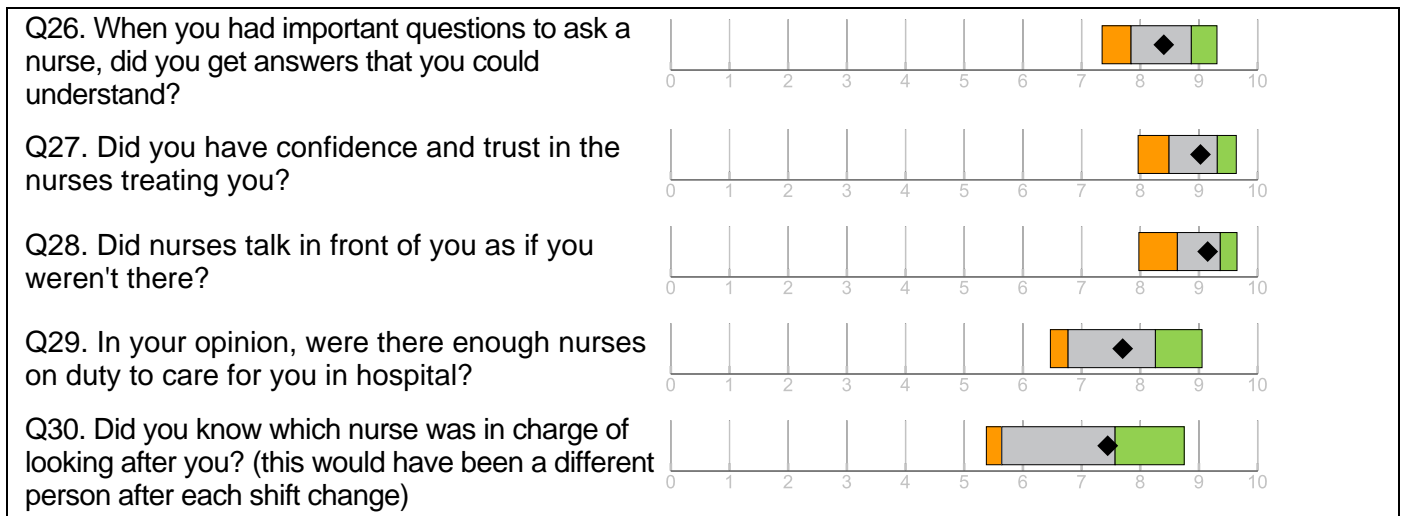 Q26. When you had important questions to ask a
nurse, did you get answers that you could
understand?
0 1 2 3 4 5 6 7 8 9 10
Q27. Did you have confidence and trust in the
nurses treating you?
0 1 2 3 4 5 6 7 8 9 10
Q28. Did nurses talk in front of you as if you
weren't there?
0 1 2 3 4 5 6 7 8 9 10
Q29. In your opinion, were there enough nurses
on duty to care for you in hospital?
0 1 2 3 4 5 6 7 8 9 10
Q30. Did you know which nurse was in charge of
looking after you? (this would have been a different
person after each shift change)
0 1 2 3 4 5 6 7 8 9 10